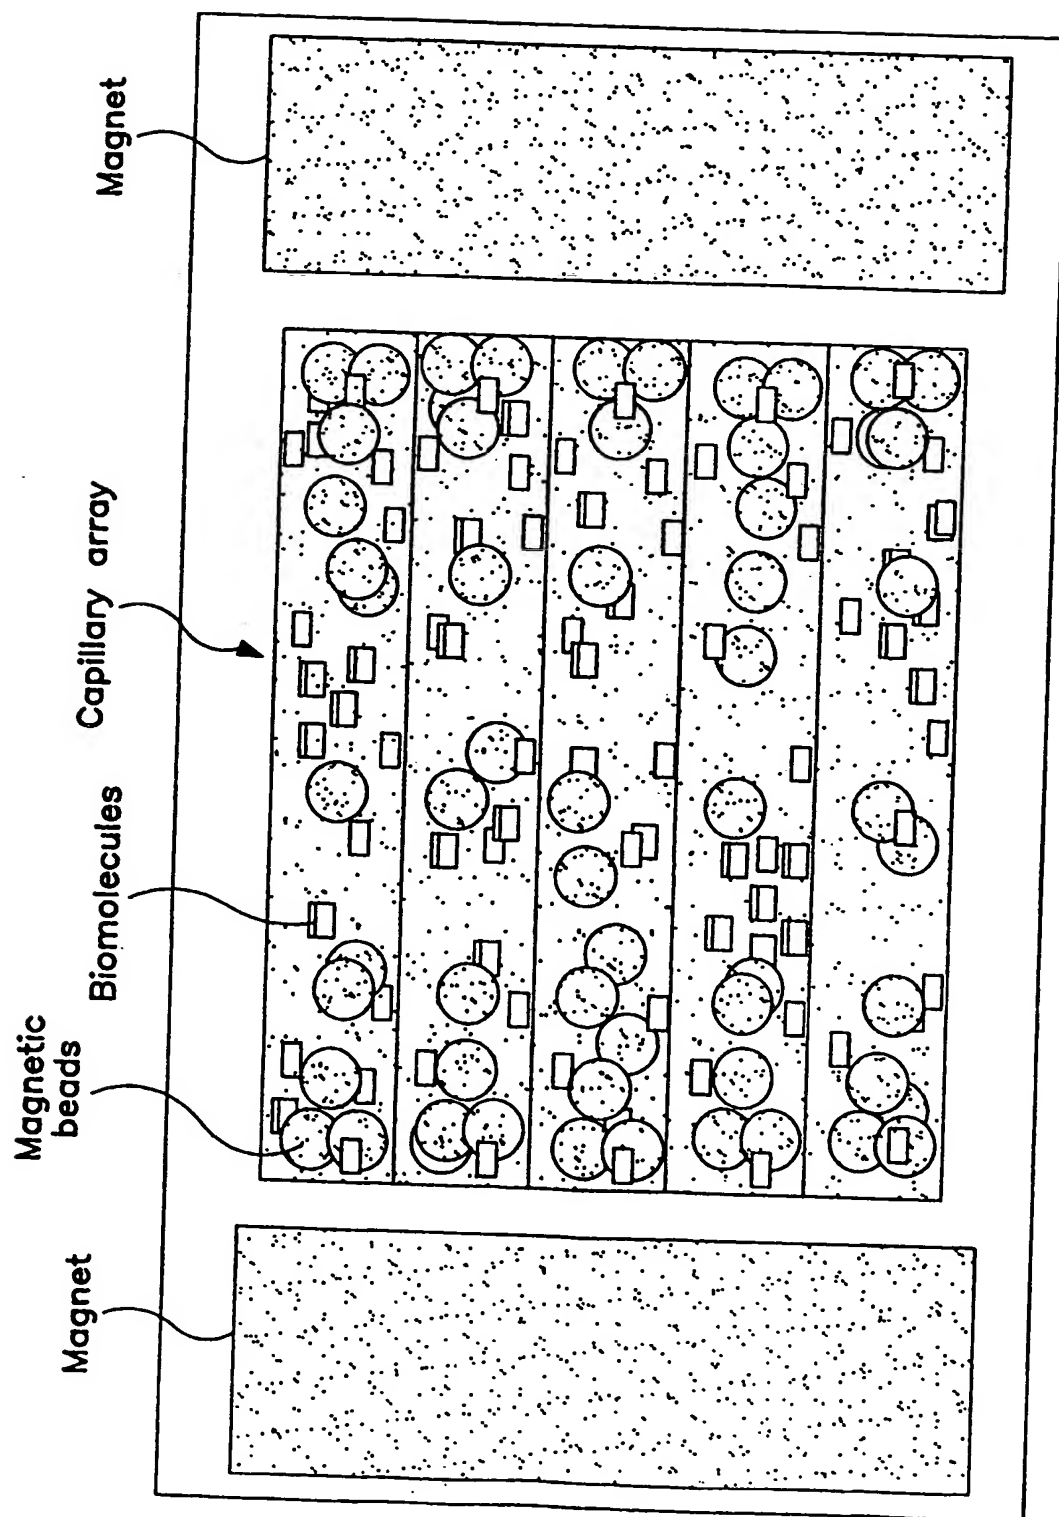 Magnet
Magnetic
beads
Biomolecules
Capillary array
Magnet